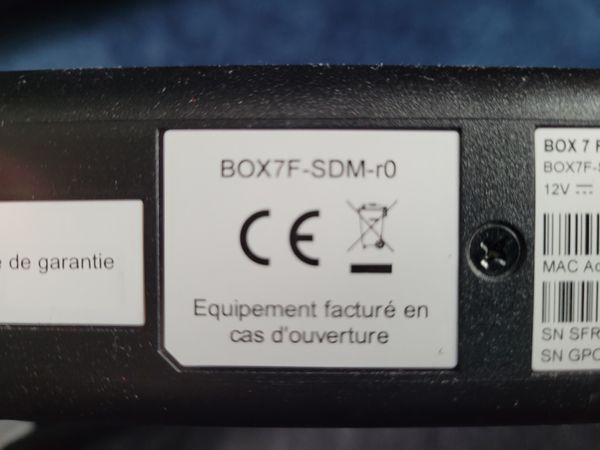 e de garantie
BOX7F-SDM-r0
CE
Equipement facturé en
cas d'ouverture
BOX 7 F
BOX7F-
12V
MAC Ad
SN SFR
SN GPO